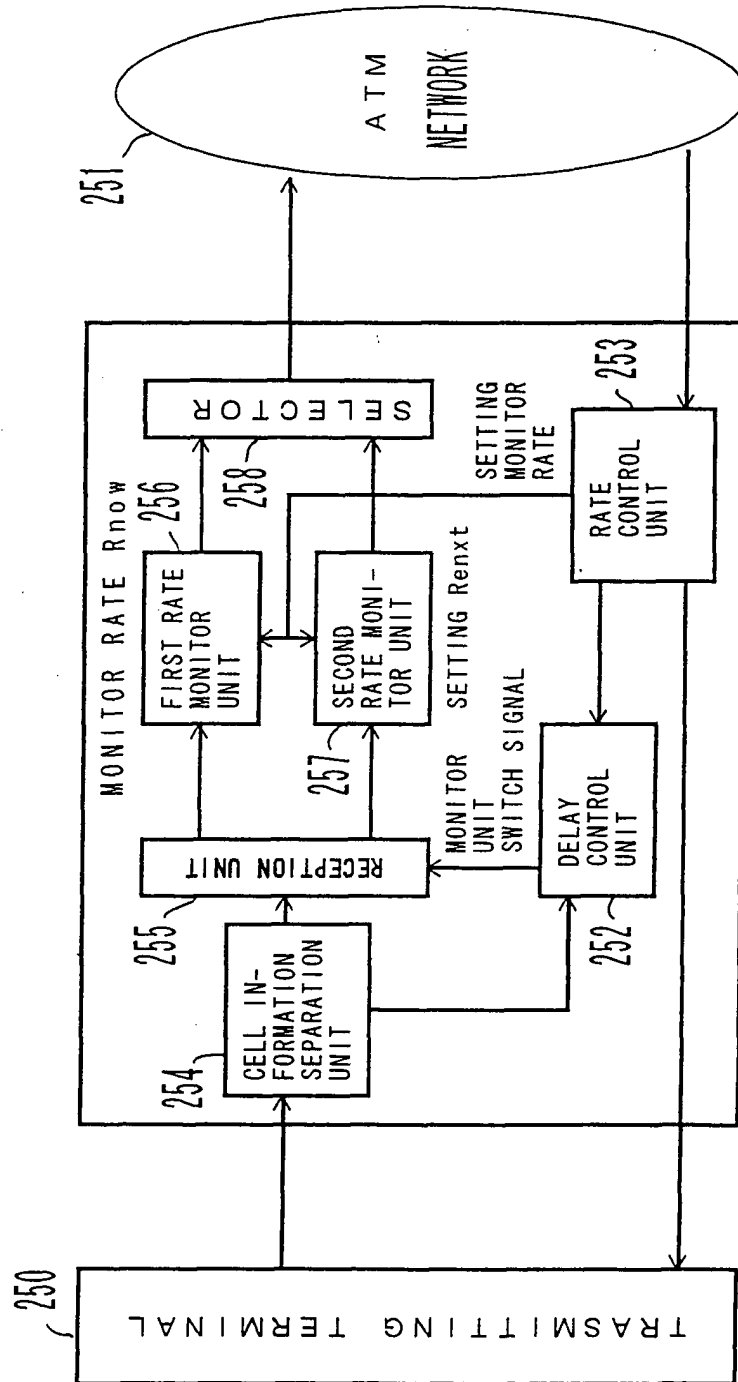 250
TRASMITTING TERMINAL
254
CELL IN-
FORMATION
SEPARATION
UNIT
255
RECEPTION UNIT
MONITOR RATE Rnow
256
FIRST RATE
MONITOR
UNIT
257
SECOND
RATE MONI-
TOR UNIT
SETTING Renxt
258
SELECTOR
MONITOR
UNIT
SWITCH SIGNAL
252
DELAY
CONTROL
UNIT
SETTING
MONITOR
RATE
253
RATE
CONTROL
UNIT
251
ATM
NETWORK